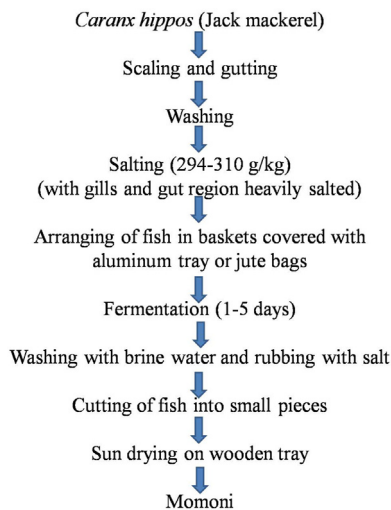 Caranx hippos (Jack mackerel)
Scaling and gutting
Washing
Salting (294-310 g/kg)
(with gills and gut region heavily salted)
Arranging of fish in baskets covered with
aluminum tray or jute bags
Fermentation (1-5 days)
Washing with brine water and rubbing with salt
Cutting of fish into small pieces
Sun drying on wooden tray
Momoni